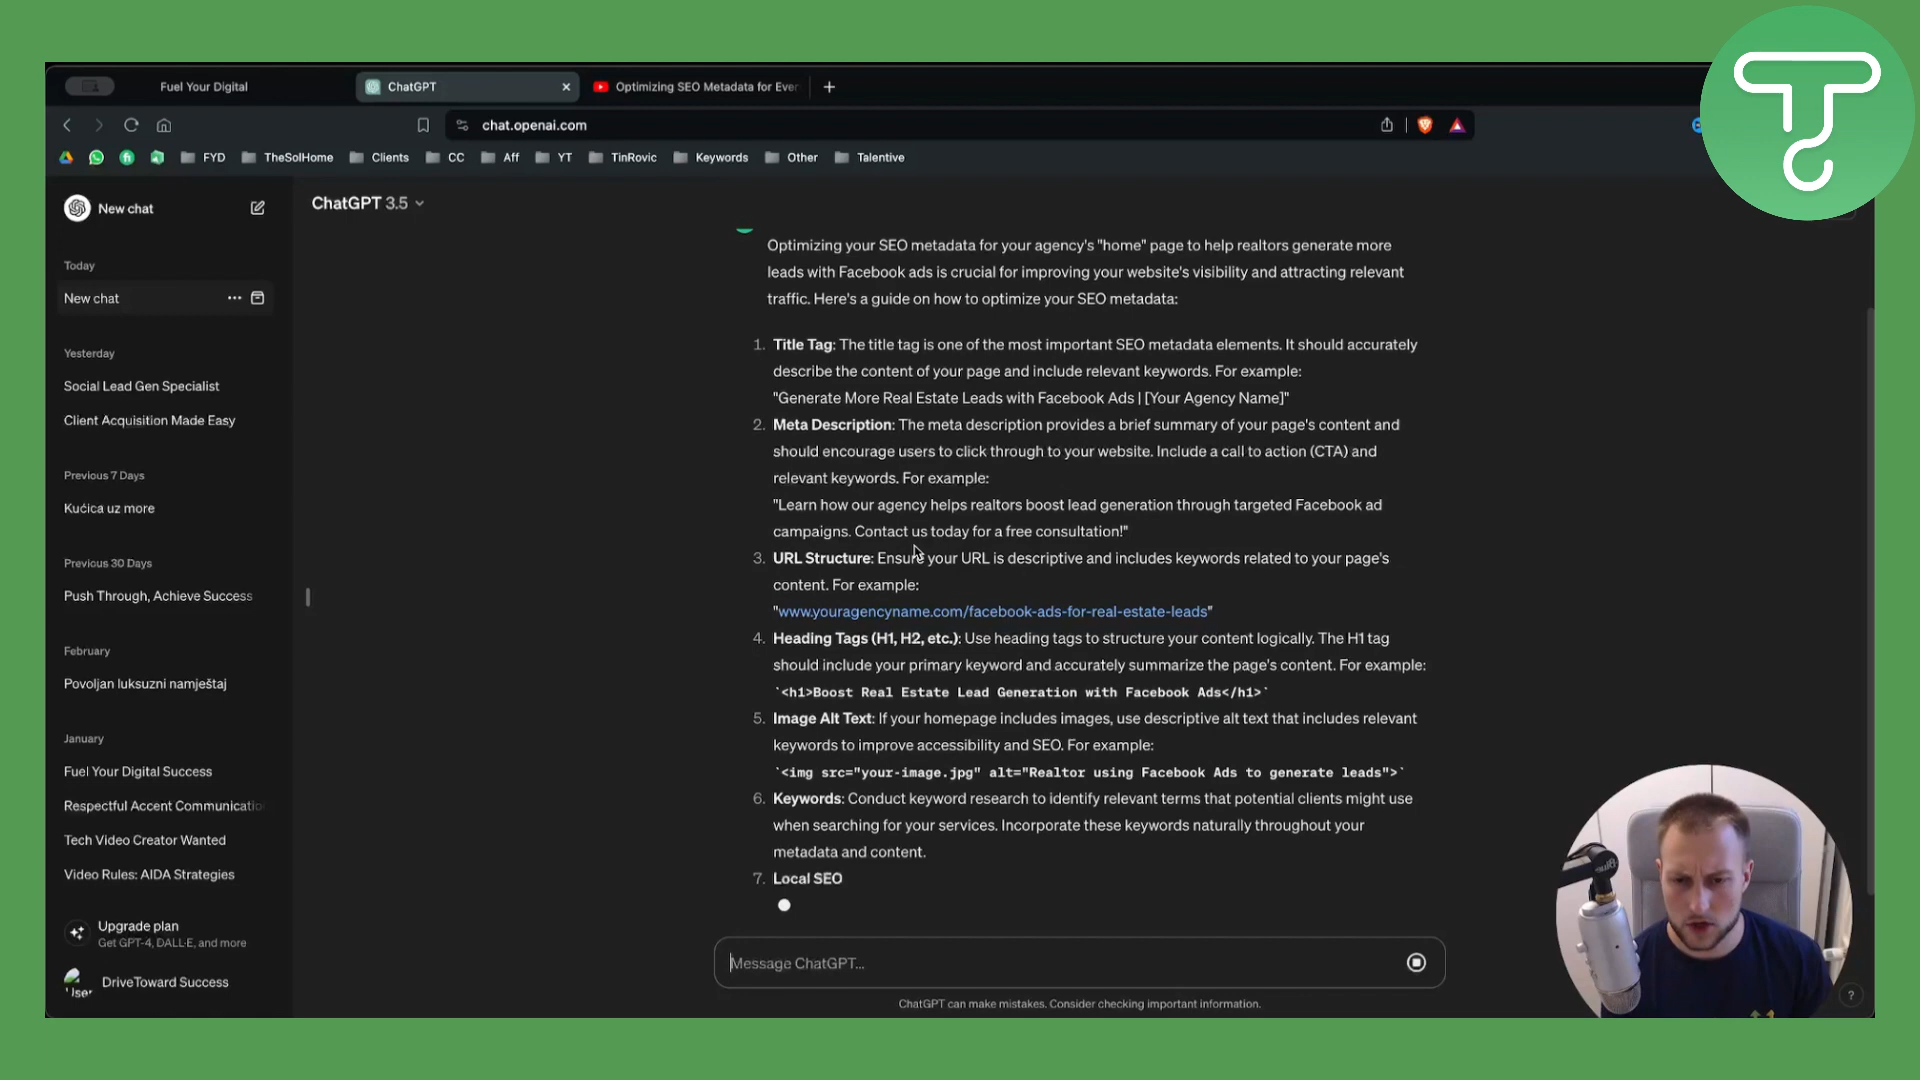 Fuel Your Digital
ChatGPT
Optimizing SEO Metadata for Ever
chat.openai.com
FYD
TheSolHome
Clients
CC
Aff
YT
TinRovic
Keywords
Other
Talentive
New chat
Today
New chat
Yesterday
Social Lead Gen Specialist
Client Acquisition Made Easy
Previous 7 Days
Kućica uz more
Previous 30 Days
Push Through, Achieve Success
February
Povoljan luksuzni namještaj
January
Fuel Your Digital Success
Respectful Accent Communicatio
Tech Video Creator Wanted
Video Rules: AIDA Strategies
Upgrade plan
Get GPT-4, DALL·E, and more
User
DriveToward Success
ChatGPT 3.5
Optimizing your SEO metadata for your agency's "home" page to help realtors generate more
leads with Facebook ads is crucial for improving your website's visibility and attracting relevant
traffic. Here's a guide on how to optimize your SEO metadata:
1. Title Tag: The title tag is one of the most important SEO metadata elements. It should accurately
describe the content of your page and include relevant keywords. For example:
"Generate More Real Estate Leads with Facebook Ads | [Your Agency Name]"
2. Meta Description: The meta description provides a brief summary of your page's content and
should encourage users to click through to your website. Include a call to action (CTA) and
relevant keywords. For example:
"Learn how our agency helps realtors boost lead generation through targeted Facebook ad
campaigns. Contact us today for a free consultation!"
3. URL Structure: Ensure your URL is descriptive and includes keywords related to your page's
content. For example:
"www.youragencyname.com/facebook-ads-for-real-estate-leads"
4. Heading Tags (H1, H2, etc.): Use heading tags to structure your content logically. The H1 tag
should include your primary keyword and accurately summarize the page's content. For example:
`<h1>Boost Real Estate Lead Generation with Facebook Ads</h1>`
5. Image Alt Text: If your homepage includes images, use descriptive alt text that includes relevant
keywords to improve accessibility and SEO. For example:
`<img src="your-image.jpg" alt="Realtor using Facebook Ads to generate leads">`
6. Keywords: Conduct keyword research to identify relevant terms that potential clients might use
when searching for your services. Incorporate these keywords naturally throughout your
metadata and content.
7. Local SEO
Message ChatGPT...
ChatGPT can make mistakes. Consider checking important information.
?